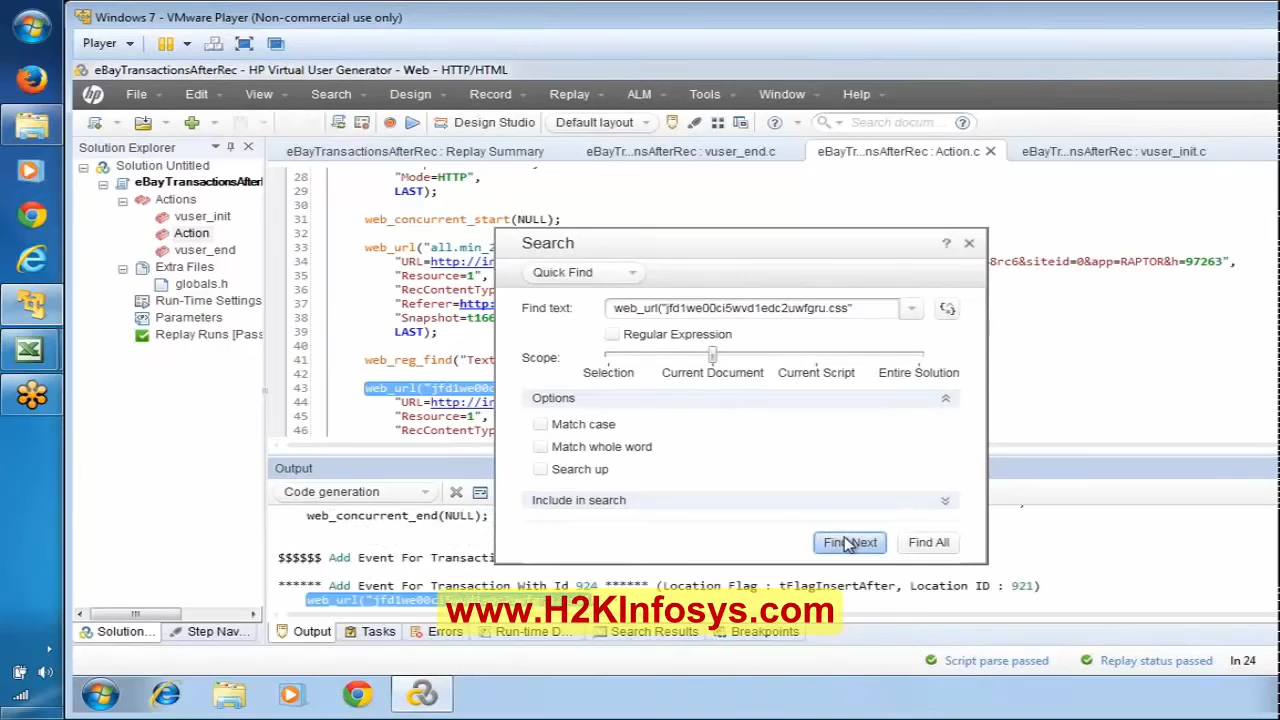 Windows 7 - VMware Player (Non-commercial use only)
Player
eBayTransactionsAfterRec - HP Virtual User Generator - Web - HTTP/HTML
hp File Edit View Search Design Record Replay ALM Tools Window Help
Design Studio Default layout Search docum
Solution Explorer
eBayTransactionsAfterRec : Replay Summary eBayTr...nsAfterRec : vuser_end.c eBayTr...nsAfterRec : Action.c eBayTr...nsAfterRec : vuser_init.c
Solution Untitled
eBayTransactionsAfterl
Actions
vuser_init
Action
vuser_end
Extra Files
globals.h
Run-Time Settings
Parameters
Replay Runs [Pass
28 "Mode=HTTP",
29 LAST);
30
31 web_concurrent_start(NULL);
32
33 web_url("all.min_2
34 "URL=http://i 8rc6&siteid=0&app=RAPTOR&h=97263",
35 "Resource=1",
36 "RecContentTyp
37 "Referer=http:
38 "Snapshot=t166
39 LAST);
40
41 web_reg_find("Text
42
43 web_url("jfd1we00c
44 "URL=http://i
45 "Resource=1",
46 "RecContentTyp
Search
Quick Find
Find text: web_url("jfd1we00ci5wvd1edc2uwfgru.css"
Regular Expression
Scope:
Selection Current Document Current Script Entire Solution
Options
Match case
Match whole word
Search up
Include in search
Find Next Find All
Output
Code generation
web_concurrent_end(NULL);
$$$$$$ Add Event For Transaction
****** Add Event For Transaction With Id 924 ****** (Location Flag : tFlagInsertAfter, Location ID : 921)
web_url("jfd1we00ci
www.H2KInfosys.com
Solution... Step Nav... Output Tasks Errors Run-time D... Search Results Breakpoints
Script parse passed Replay status passed ln 24